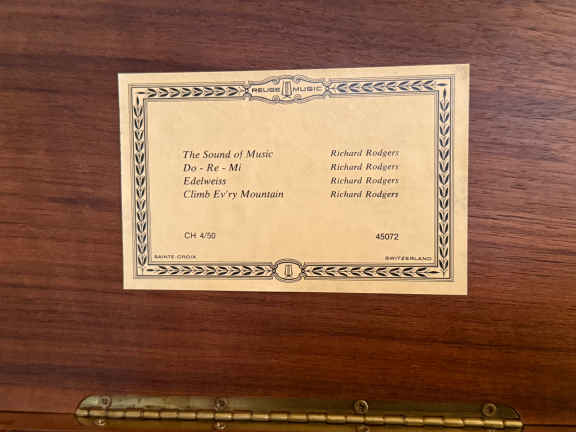 REUGE MUSIC
The Sound of Music Richard Rodgers
Do - Re - Mi Richard Rodgers
Edelweiss Richard Rodgers
Climb Ev'ry Mountain Richard Rodgers
CH 4/50 45072
SAINTE-CROIX SWITZERLAND